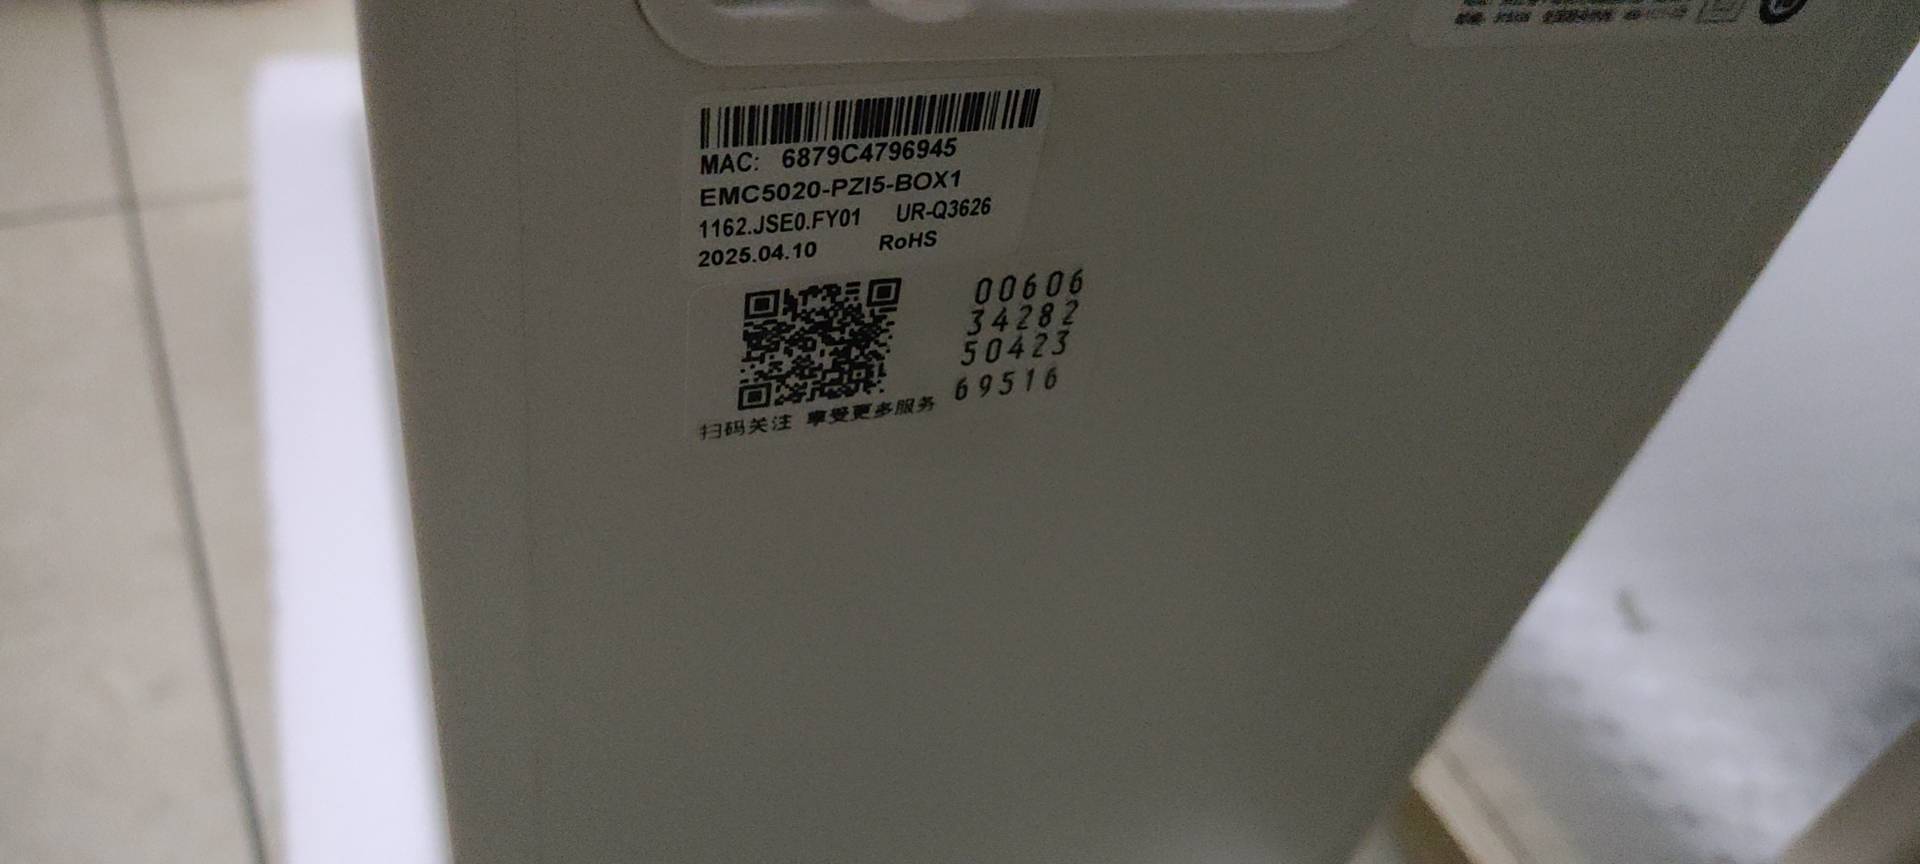 MAC: 6879C4796945
EMC5020-PZI5-BOX1
1162.JSE0.FY01 UR-Q3626
2025.04.10 RoHS
00606
34282
50423
69516
扫码关注 享受更多服务